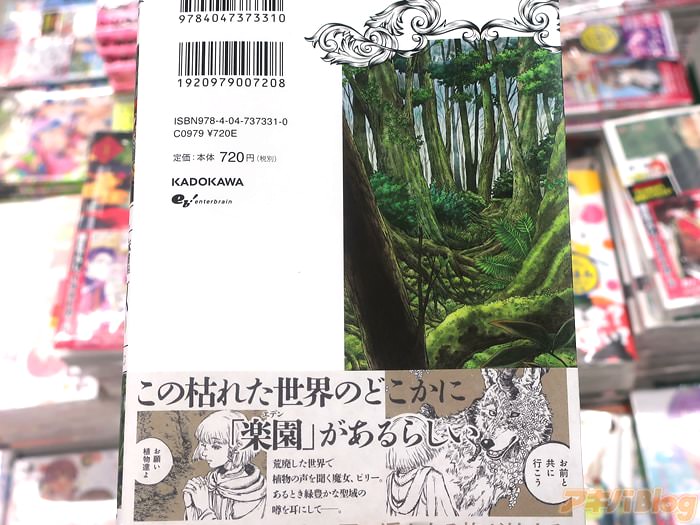 9784047373310
1920979007208
ISBN978-4-04-737331-0
C0979 ¥720E
定価:本体720円(税別)
KADOKAWA
eb! enterbrain
この枯れた世界のどこかに
「楽園」があるらしい。
エデン
お願い
植物達よ
荒廃した世界で
植物の声を聞く魔女、ビリー。
あるとき緑豊かな聖域の
噂を耳にして──。
お前と
共に
行こう
アキバBlog